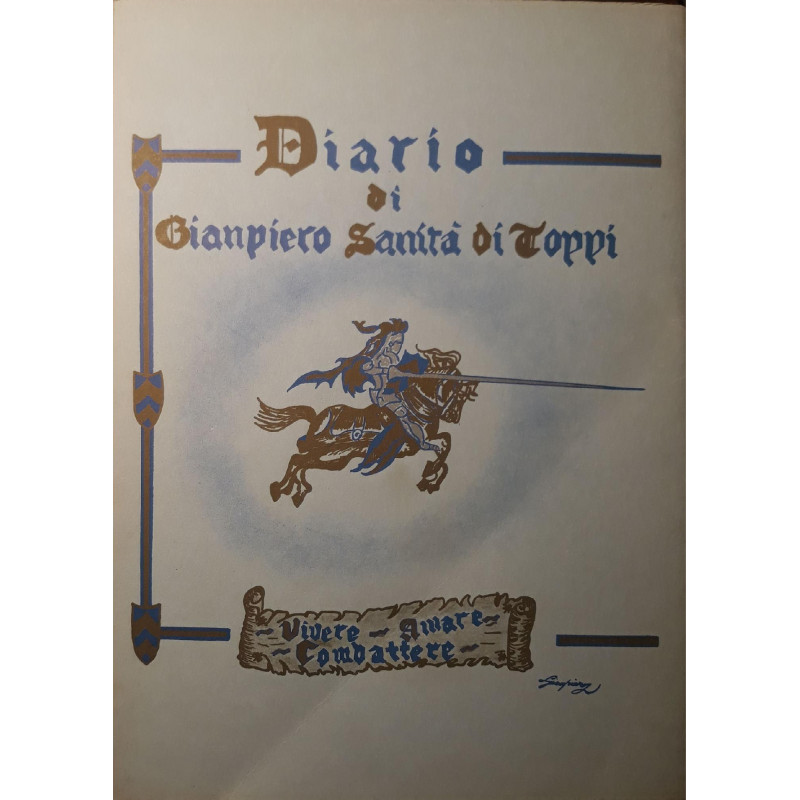 Diario
di
Gianpiero Sanità di Toppi
- Vivere - Amare -
- Combattere -